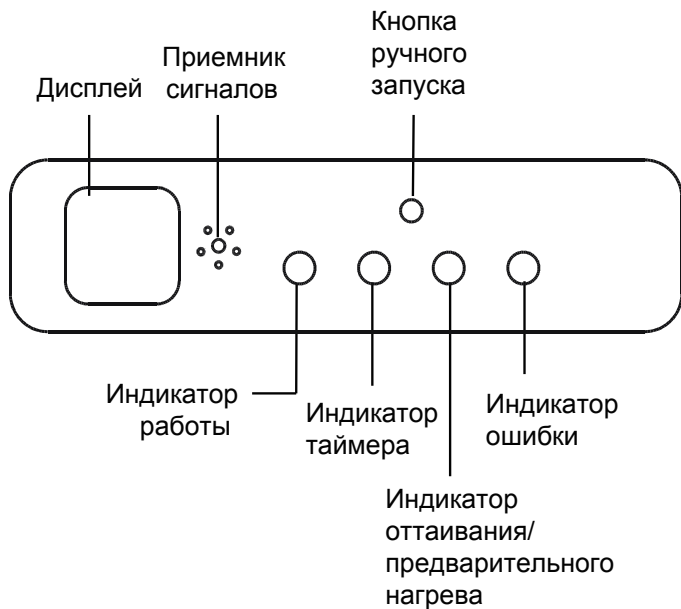 Дисплей
Приемник
сигналов
Кнопка
ручного
запуска
Индикатор
работы
Индикатор
таймера
Индикатор
оттаивания/
предварительного
нагрева
Индикатор
ошибки